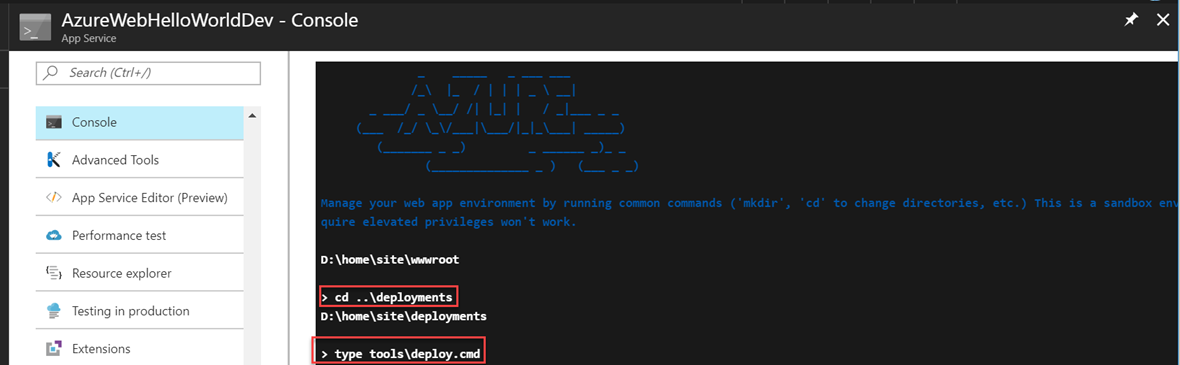 AzureWebHelloWorldDev - Console
App Service
Search (Ctrl+/)
Console
Advanced Tools
App Service Editor (Preview)
Performance test
Resource explorer
Testing in production
Extensions
Manage your web app environment by running common commands ('mkdir', 'cd' to change directories, etc.) This is a sandbox env
quire elevated privileges won't work.
D:\home\site\wwwroot
> cd ..\deployments
D:\home\site\deployments
> type tools\deploy.cmd